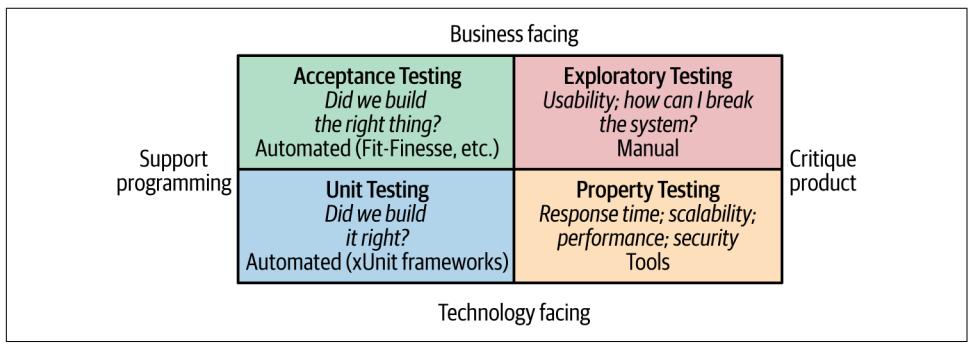 Business facing
Acceptance Testing
Did we build
the right thing?
Automated (Fit-Finesse, etc.)
Exploratory Testing
Usability; how can I break
the system?
Manual
Support
programming
Critique
product
Unit Testing
Did we build
it right?
Automated (xUnit frameworks)
Property Testing
Response time; scalability;
performance; security
Tools
Technology facing